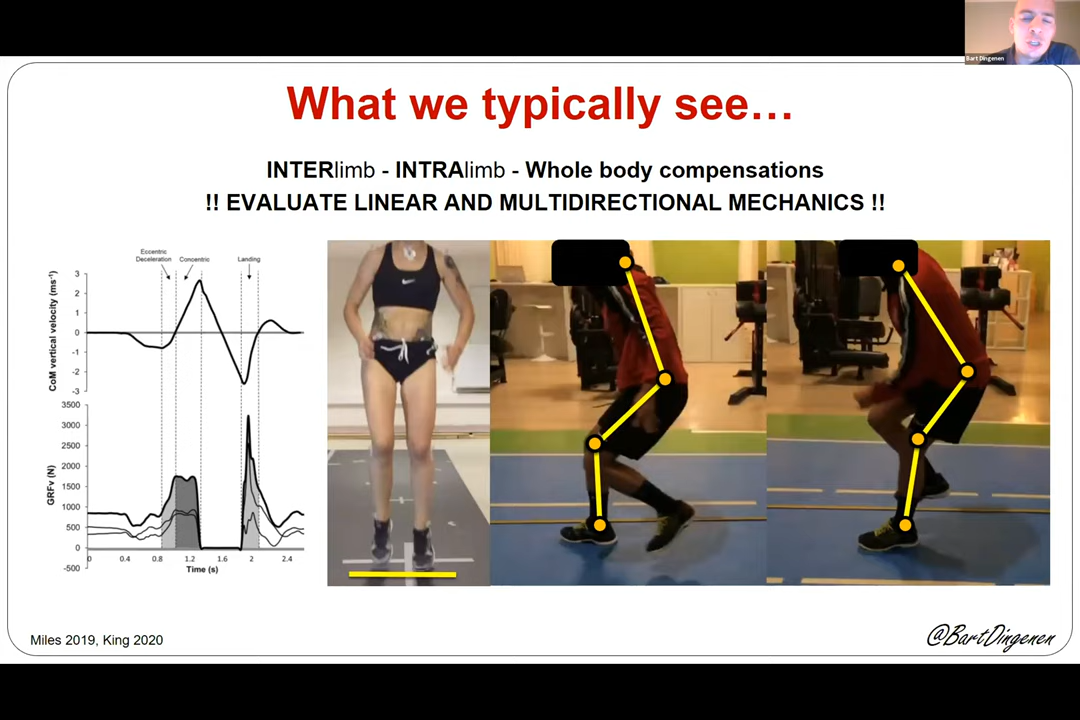 Bart Dingenen
What we typically see…
INTERlimb - INTRAlimb - Whole body compensations
!! EVALUATE LINEAR AND MULTIDIRECTIONAL MECHANICS !!
Eccentric
Deceleration
Concentric
Landing
CoM vertical velocity (ms⁻¹)
3
2
1
0
-1
-2
-3
GRFv (N)
3500
3000
2500
2000
1500
1000
500
0
-500
0 0.4 0.8 1.2 1.6 2 2.4
Time (s)
Miles 2019, King 2020
@BartDingenen